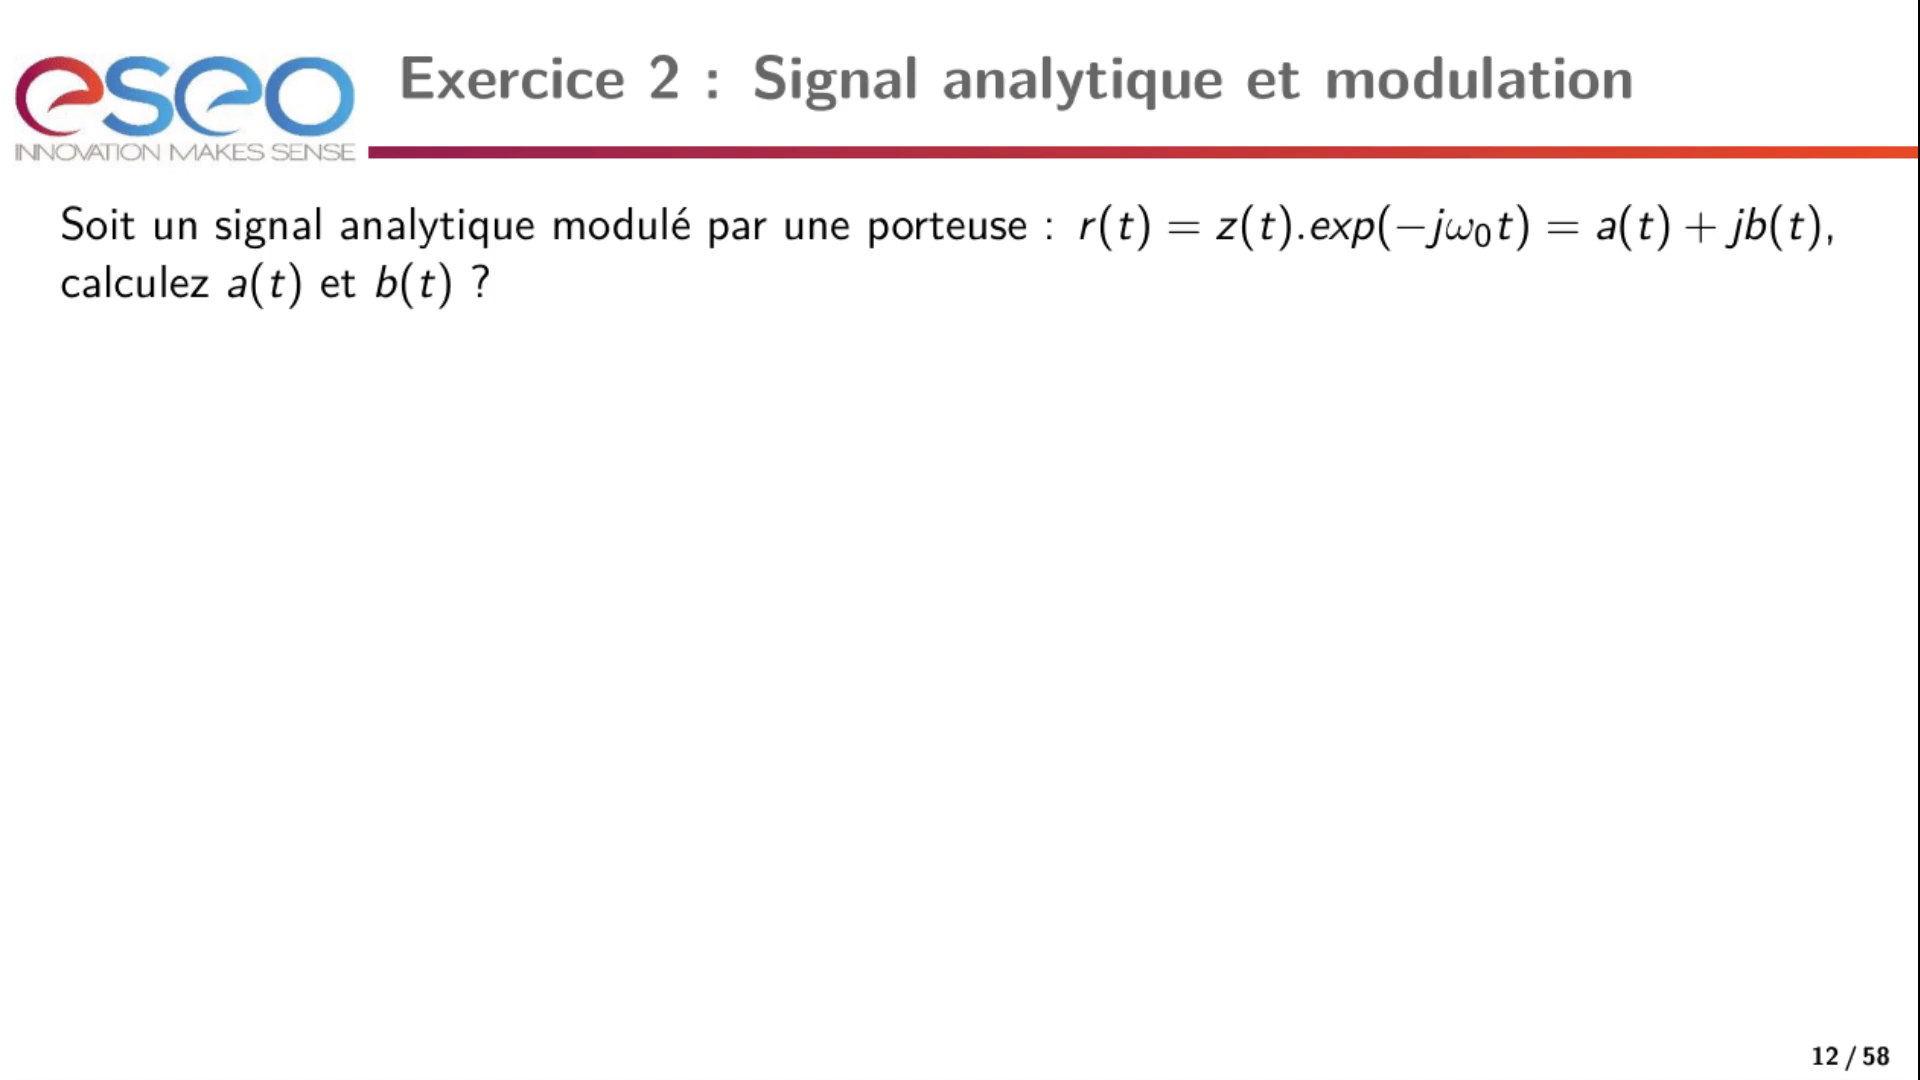 eseo
INNOVATION MAKES SENSE
Exercice 2 : Signal analytique et modulation
Soit un signal analytique modulé par une porteuse : r(t) = z(t).exp(−jω₀t) = a(t) + jb(t),
calculez a(t) et b(t) ?
12 / 58